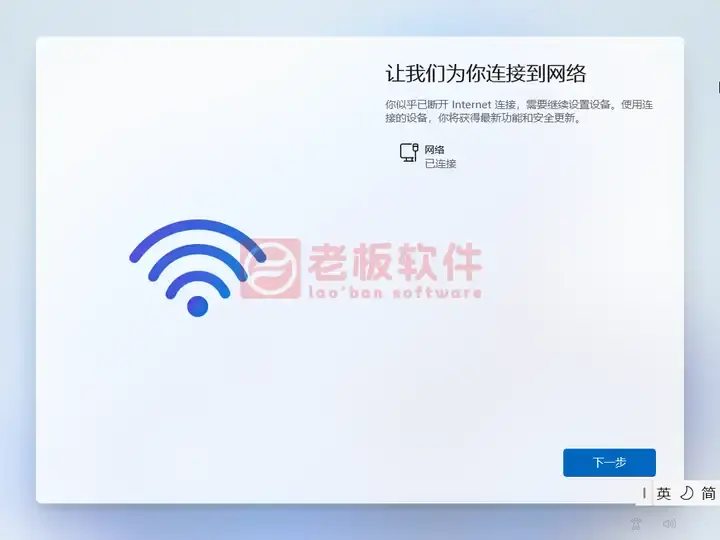 让我们为你连接到网络
你似乎已断开 Internet 连接，需要继续设置设备。使用连
接的设备，你将获得最新功能和安全更新。
网络
已连接
老板软件
lao'ban software
下一步
英 简